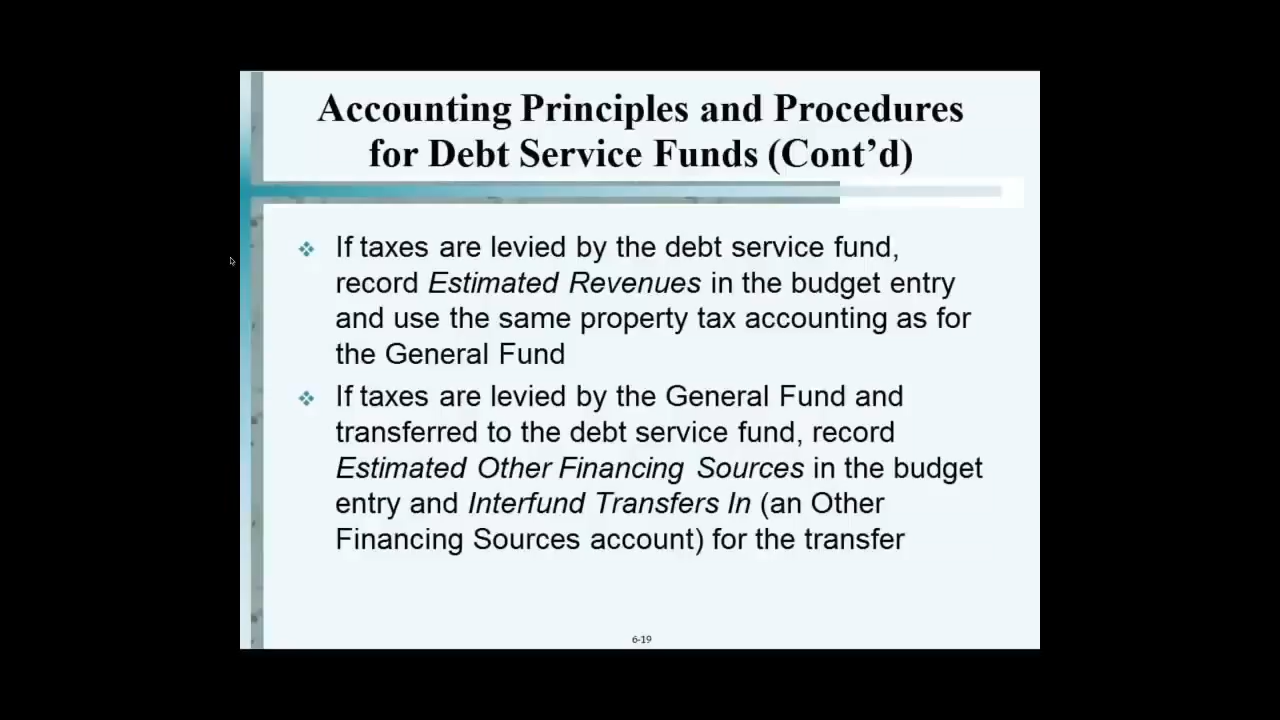 Accounting Principles and Procedures
for Debt Service Funds (Cont’d)
If taxes are levied by the debt service fund,
record Estimated Revenues in the budget entry
and use the same property tax accounting as for
the General Fund
If taxes are levied by the General Fund and
transferred to the debt service fund, record
Estimated Other Financing Sources in the budget
entry and Interfund Transfers In (an Other
Financing Sources account) for the transfer
6-19